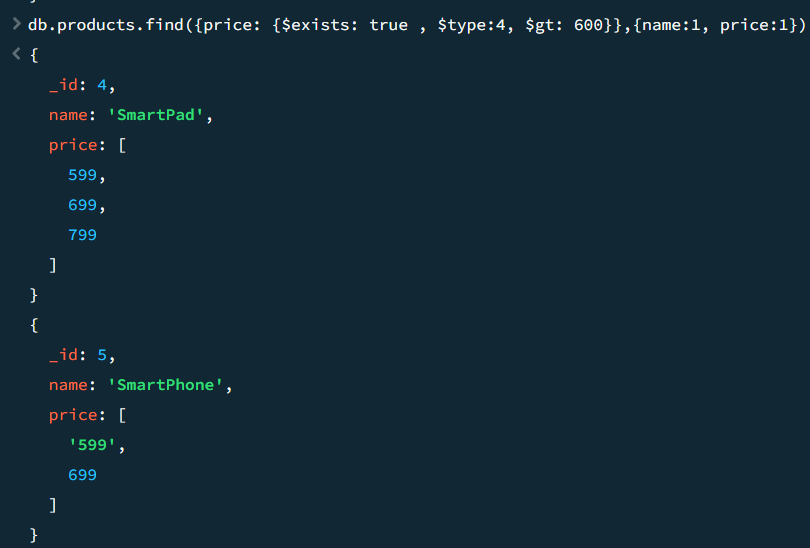 > db.products.find({price: {$exists: true , $type:4, $gt: 600}},{name:1, price:1})
< {
_id: 4,
name: 'SmartPad',
price: [
599,
699,
799
]
}
{
_id: 5,
name: 'SmartPhone',
price: [
'599',
699
]
}